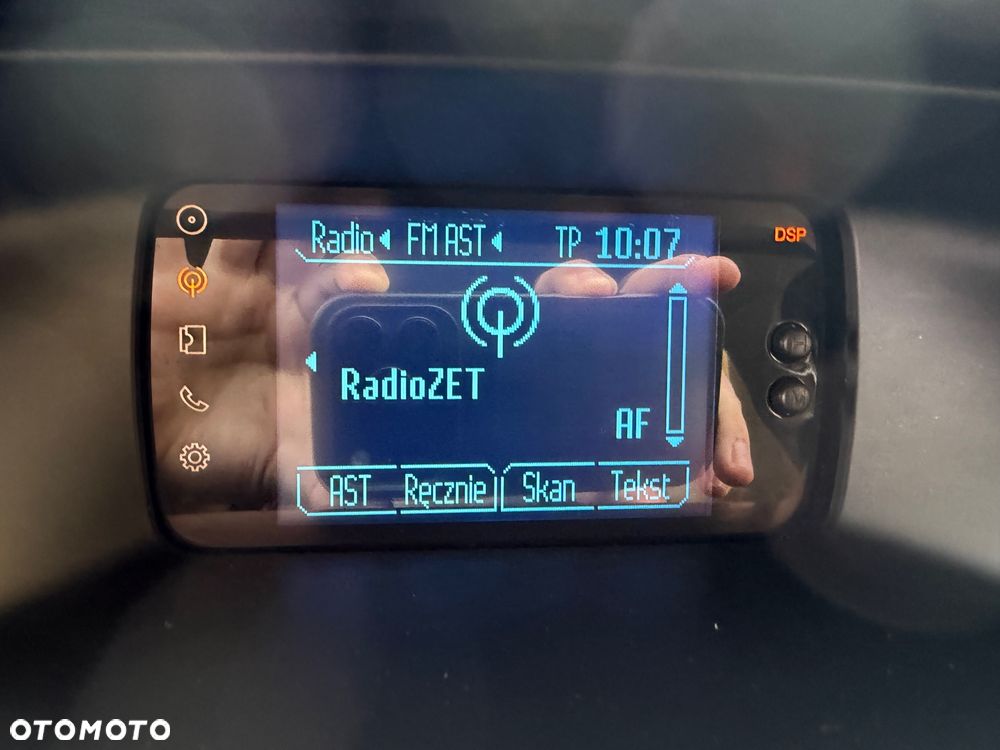 Radio FM AST TP 10:07
DSP
RadioZET
AF
AST Ręcznie Skan Tekst
H
M
OTOMOTO